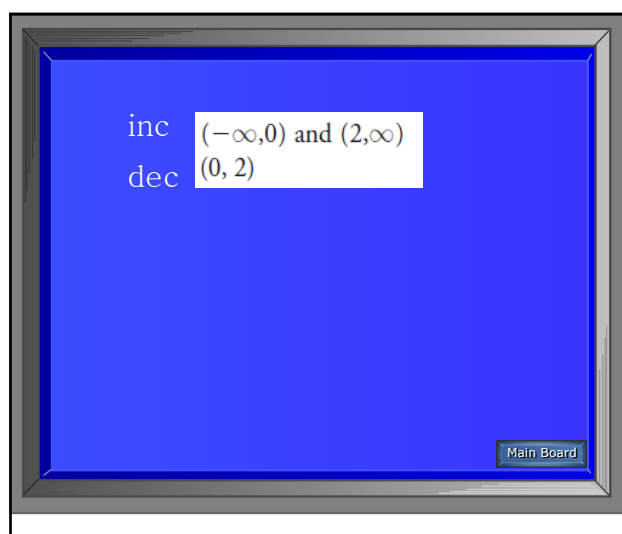 inc (−∞,0) and (2,∞)
dec (0, 2)
Main Board